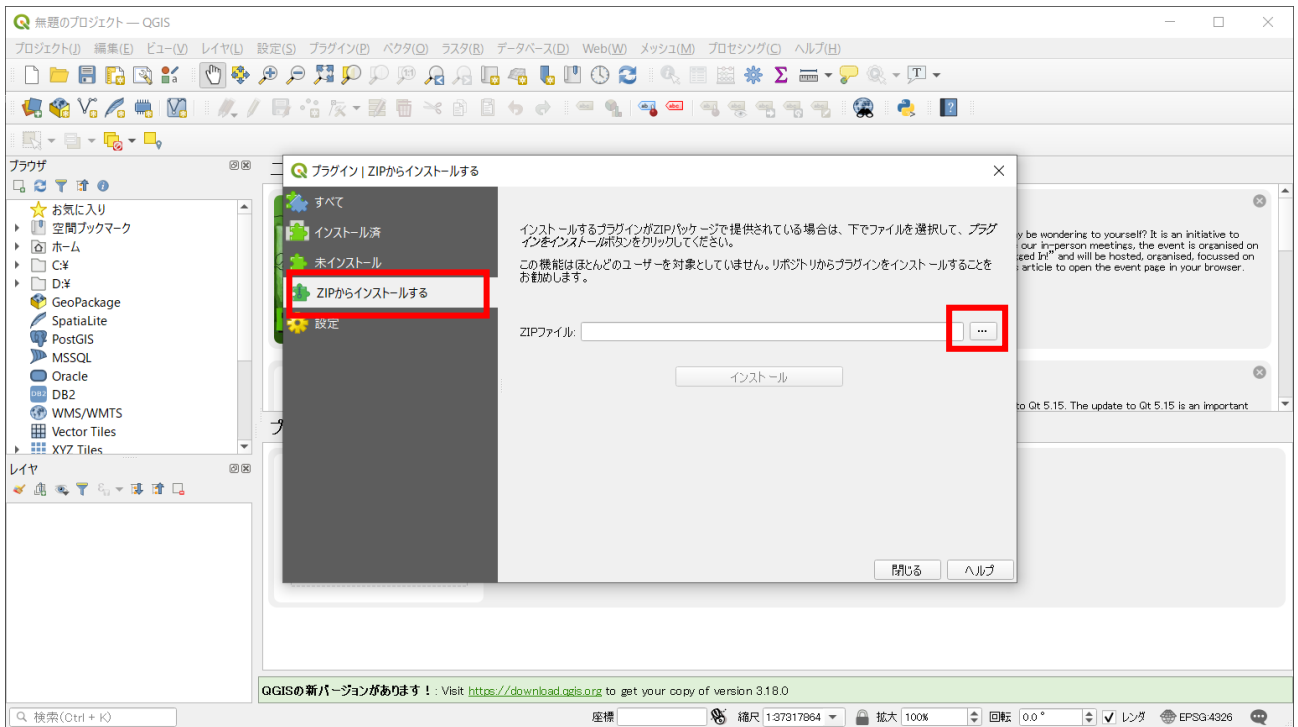 無題のプロジェクト — QGIS
プロジェクト(J) 編集(E) ビュー(V) レイヤ(L) 設定(S) プラグイン(P) ベクタ(O) ラスタ(R) データベース(D) Web(W) メッシュ(M) プロセシング(C) ヘルプ(H)
ブラウザ
お気に入り
空間ブックマーク
ホーム
C:¥
D:¥
GeoPackage
SpatiaLite
PostGIS
MSSQL
Oracle
DB2
WMS/WMTS
Vector Tiles
XYZ Tiles
レイヤ
プラグイン | ZIPからインストールする
すべて
インストール済
未インストール
ZIPからインストールする
設定
インストールするプラグインがZIPパッケージで提供されている場合は、下でファイルを選択して、プラグ
インをインストールボタンをクリックしてください。
この機能はほとんどのユーザーを対象としていません。リポジトリからプラグインをインストールすることを
お勧めします。
ZIPファイル:
...
インストール
閉じる ヘルプ
y be wondering to yourself? It is an initiative to
our in-person meetings, the event is organised on
ged In!" and will be hosted, organised, focussed on
article to open the event page in your browser.
to Qt 5.15. The update to Qt 5.15 is an important
QGISの新バージョンがあります！: Visit https://download.qgis.org to get your copy of version 3.18.0
検索(Ctrl + K)
座標 縮尺 1:37317864 拡大 100% 回転 0.0 ° レンダ EPSG:4326